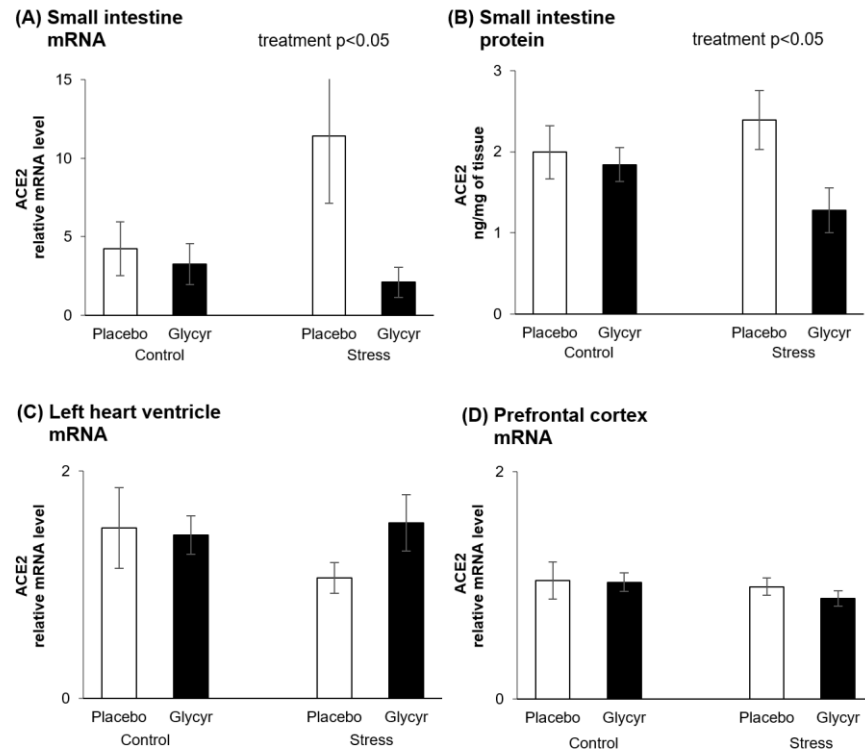 (A) Small intestine
mRNA
treatment p<0.05
ACE2
relative mRNA level
15
10
5
0
Placebo Glycyr Placebo Glycyr
Control Stress
(B) Small intestine
protein
treatment p<0.05
ACE2
ng/mg of tissue
3
2
1
0
Placebo Glycyr Placebo Glycyr
Control Stress
(C) Left heart ventricle
mRNA
ACE2
relative mRNA level
2
0
Placebo Glycyr Placebo Glycyr
Control Stress
(D) Prefrontal cortex
mRNA
ACE2
relative mRNA level
2
0
Placebo Glycyr Placebo Glycyr
Control Stress